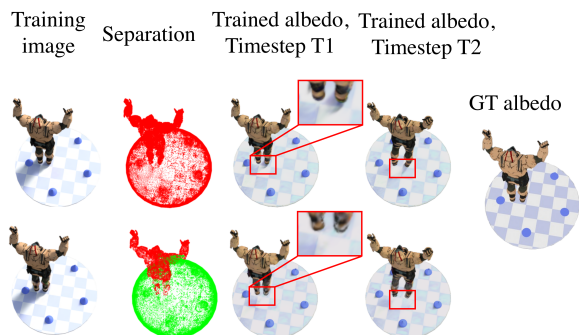 Training
image
Separation
Trained albedo,
Timestep T1
Trained albedo,
Timestep T2
GT albedo